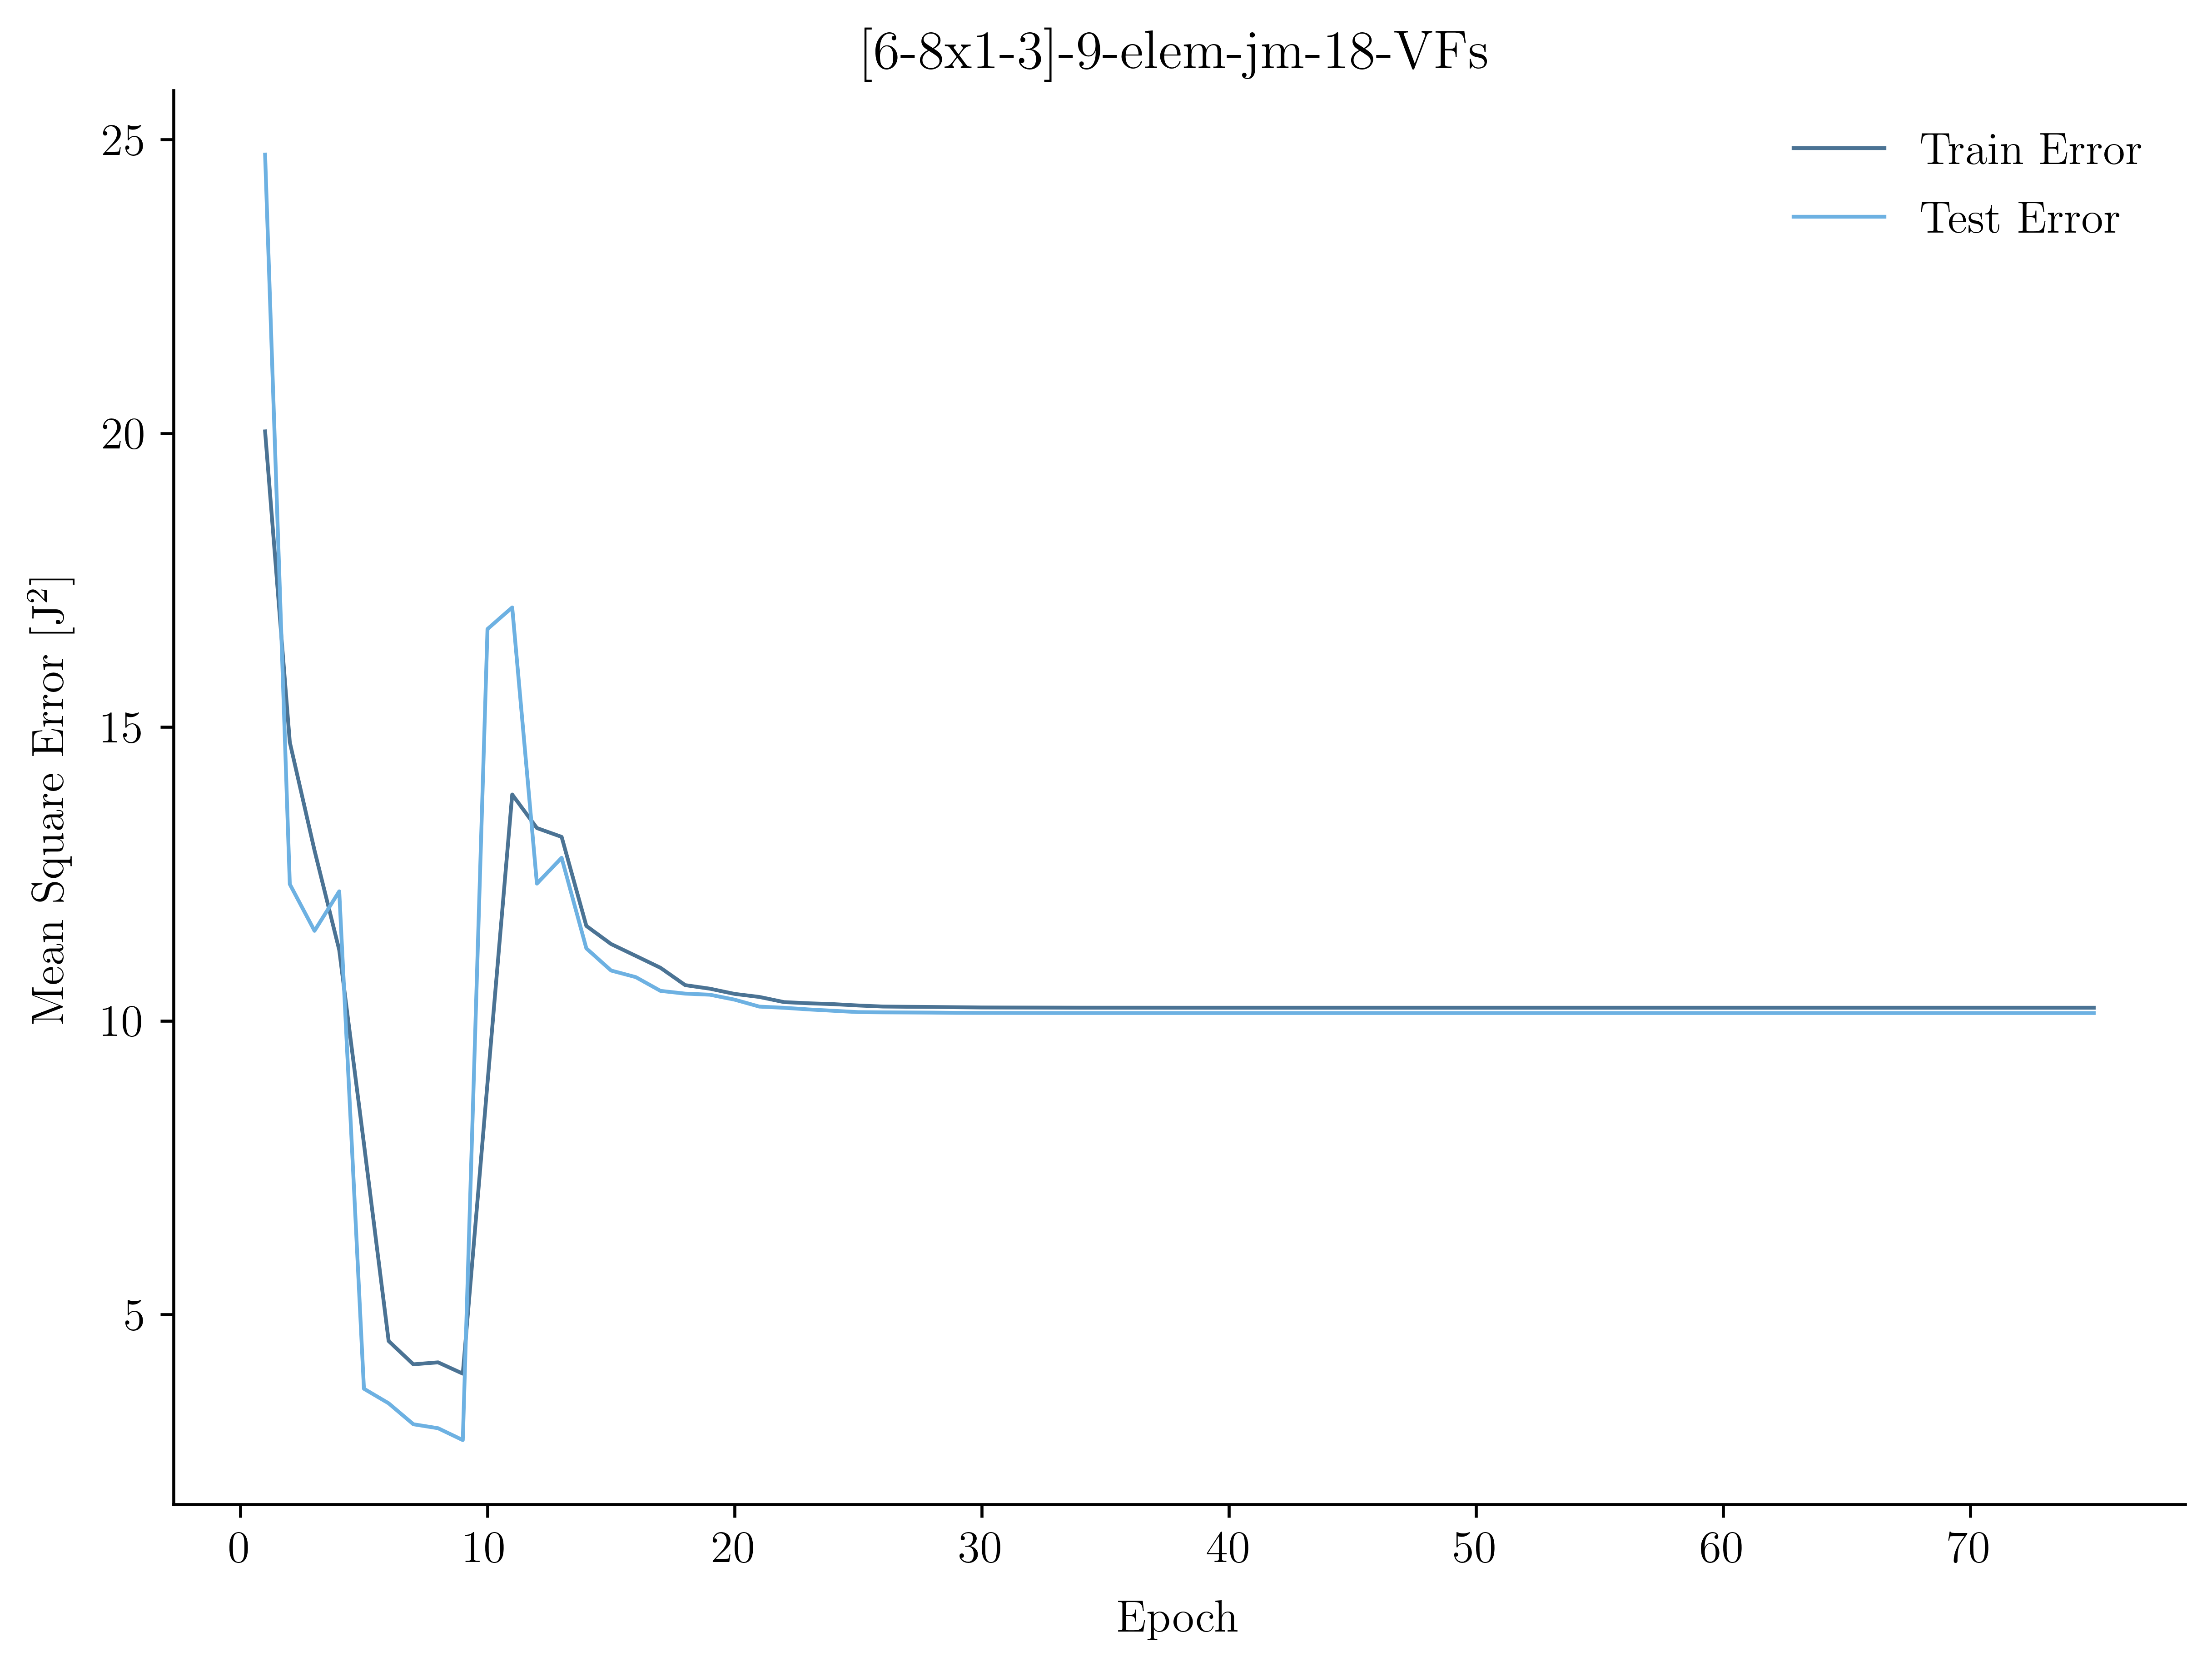 [6-8x1-3]-9-elem-jm-18-VFs
Train Error
Test Error
Mean Square Error [J²]
25
20
15
10
5
0
10
20
30
40
50
60
70
Epoch